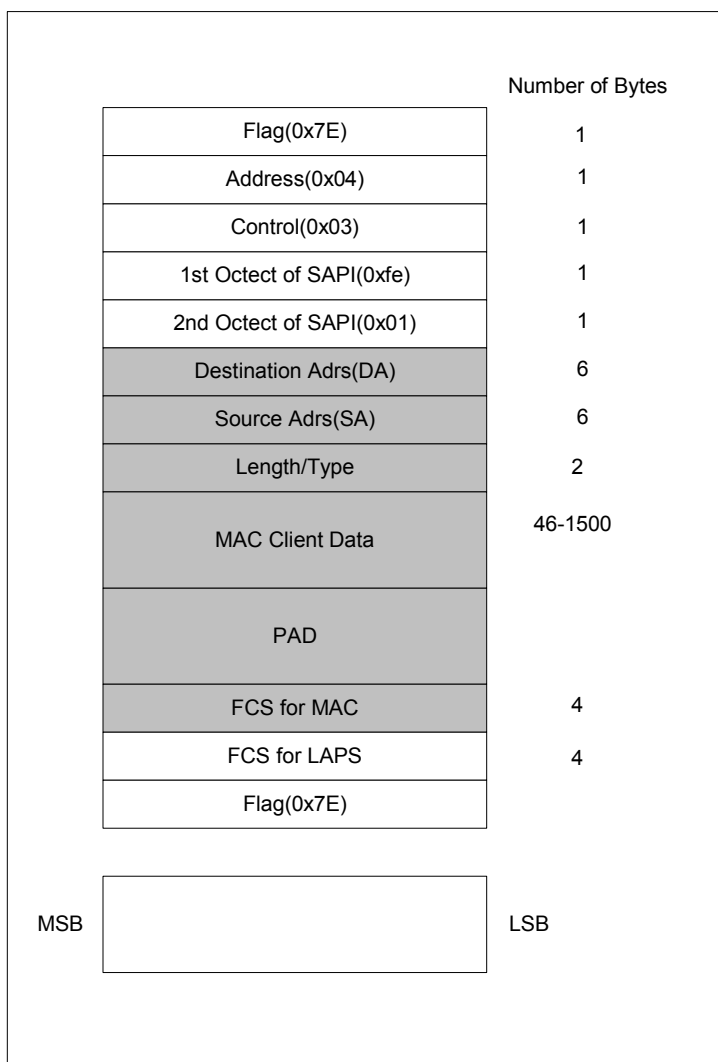 Number of Bytes
Flag(0x7E) 1
Address(0x04) 1
Control(0x03) 1
1st Octect of SAPI(0xfe) 1
2nd Octect of SAPI(0x01) 1
Destination Adrs(DA) 6
Source Adrs(SA) 6
Length/Type 2
MAC Client Data 46-1500
PAD
FCS for MAC 4
FCS for LAPS 4
Flag(0x7E)
MSB LSB